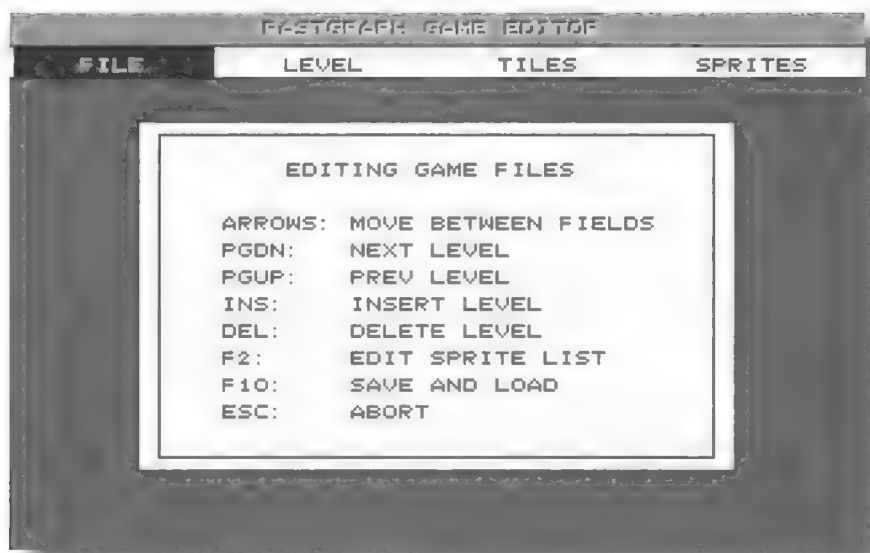 FASTGRAPH GAME EDITOR
FILE LEVEL TILES SPRITES
EDITING GAME FILES
ARROWS: MOVE BETWEEN FIELDS
PGDN: NEXT LEVEL
PGUP: PREV LEVEL
INS: INSERT LEVEL
DEL: DELETE LEVEL
F2: EDIT SPRITE LIST
F10: SAVE AND LOAD
ESC: ABORT